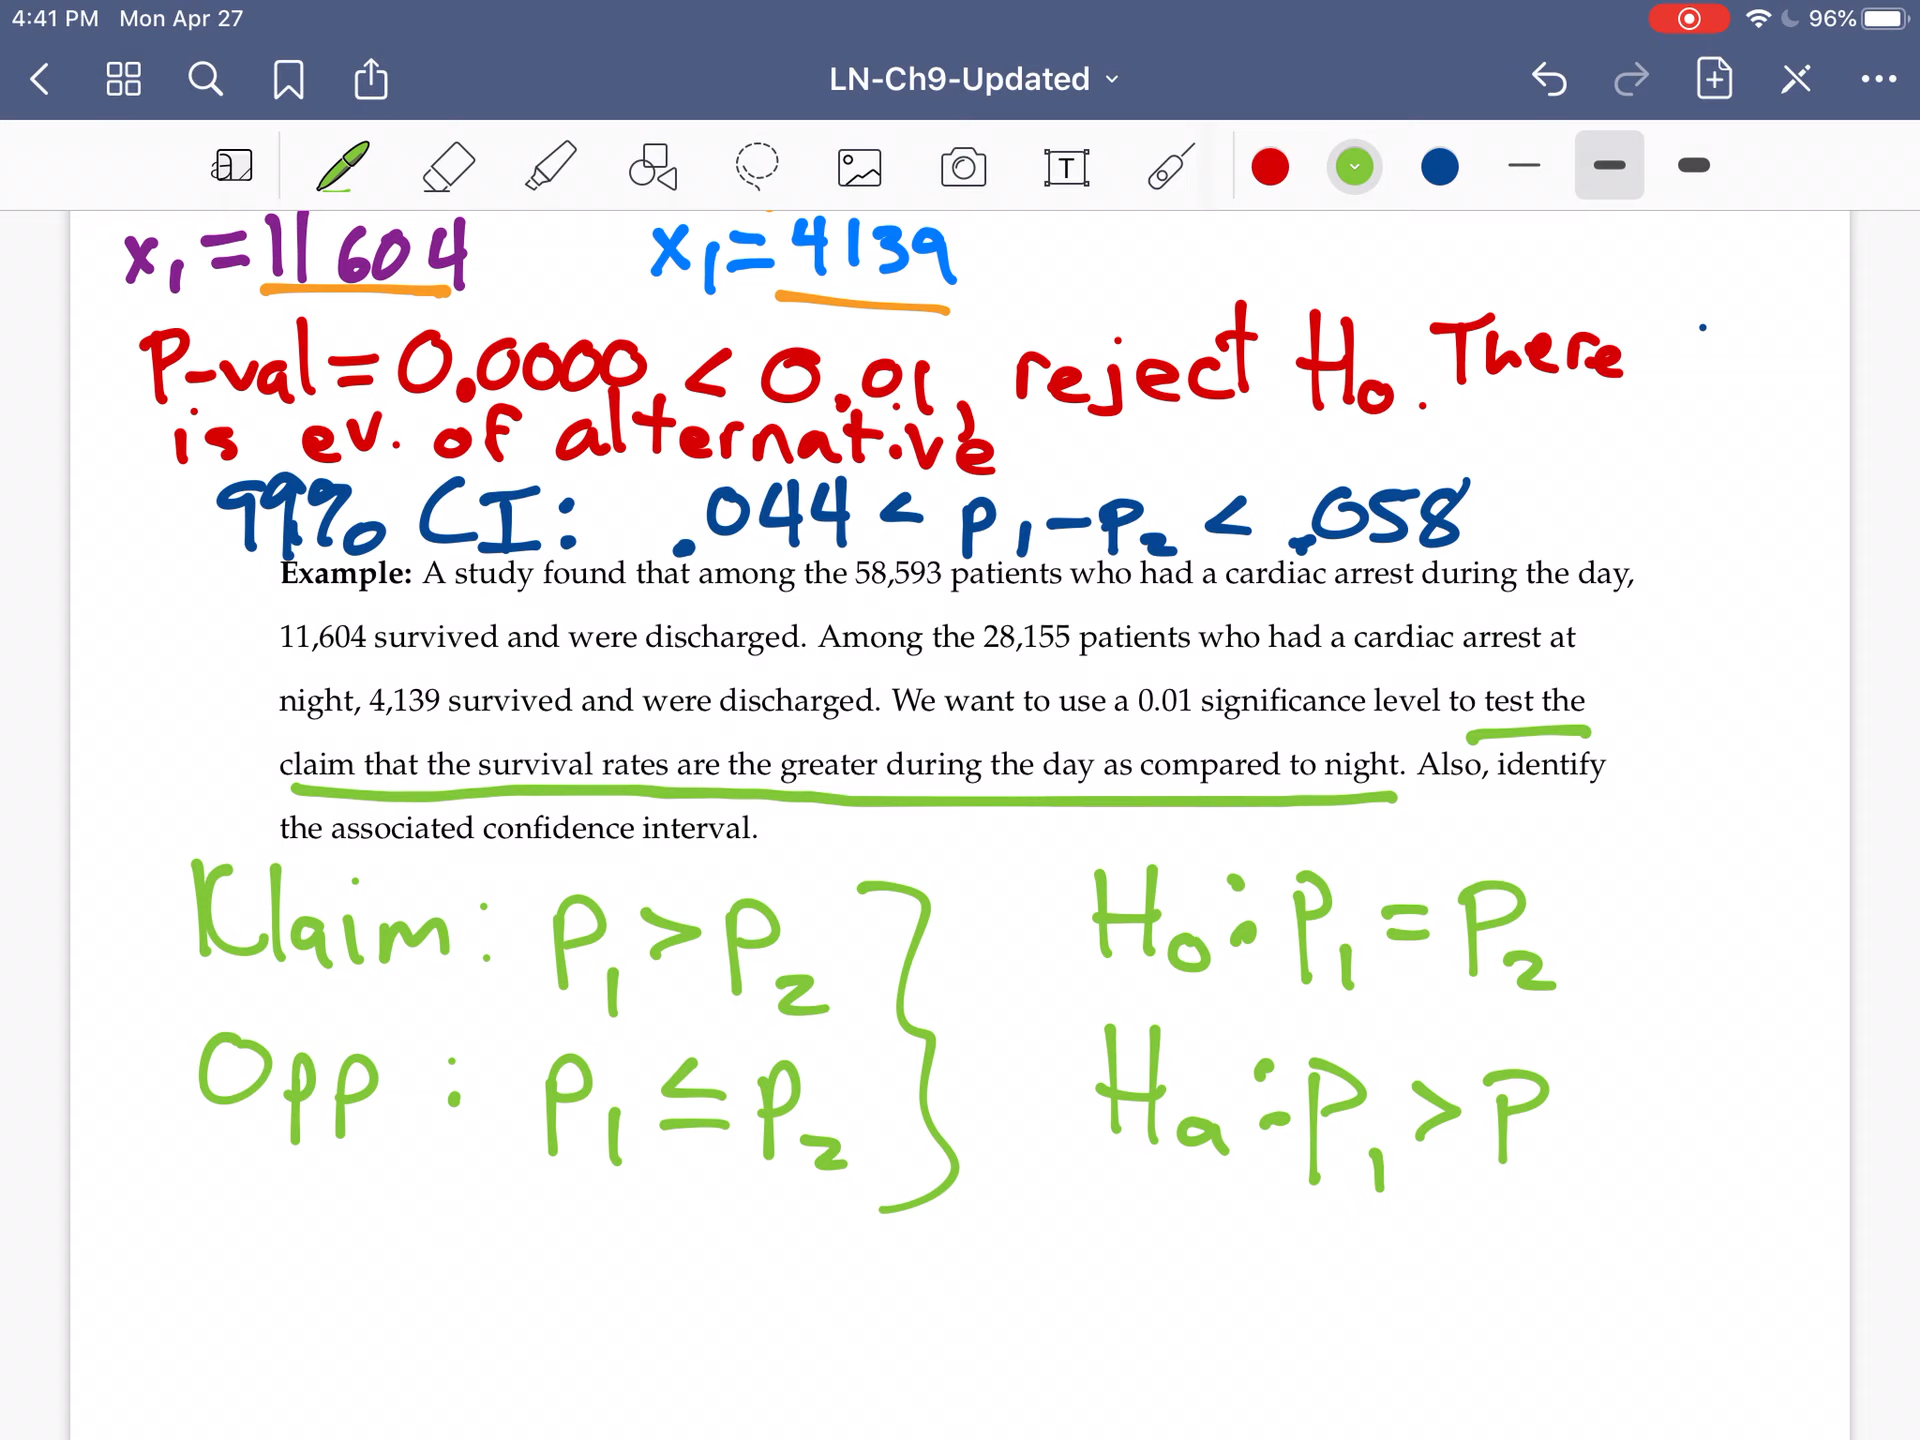 4:41 PM Mon Apr 27 96%
LN-Ch9-Updated
T
x₁ = 11604 x₁ = 4139
P-val = 0.0000 < 0.01, reject H₀. There
is ev. of alternative
99% CI: .044 < p₁-p₂ < .058
Example: A study found that among the 58,593 patients who had a cardiac arrest during the day,
11,604 survived and were discharged. Among the 28,155 patients who had a cardiac arrest at
night, 4,139 survived and were discharged. We want to use a 0.01 significance level to test the
claim that the survival rates are the greater during the day as compared to night. Also, identify
the associated confidence interval.
Klaim: p₁ > p₂ H₀: P₁ = P₂
Opp : p₁ ≤ p₂ Hₐ: P₁ > P